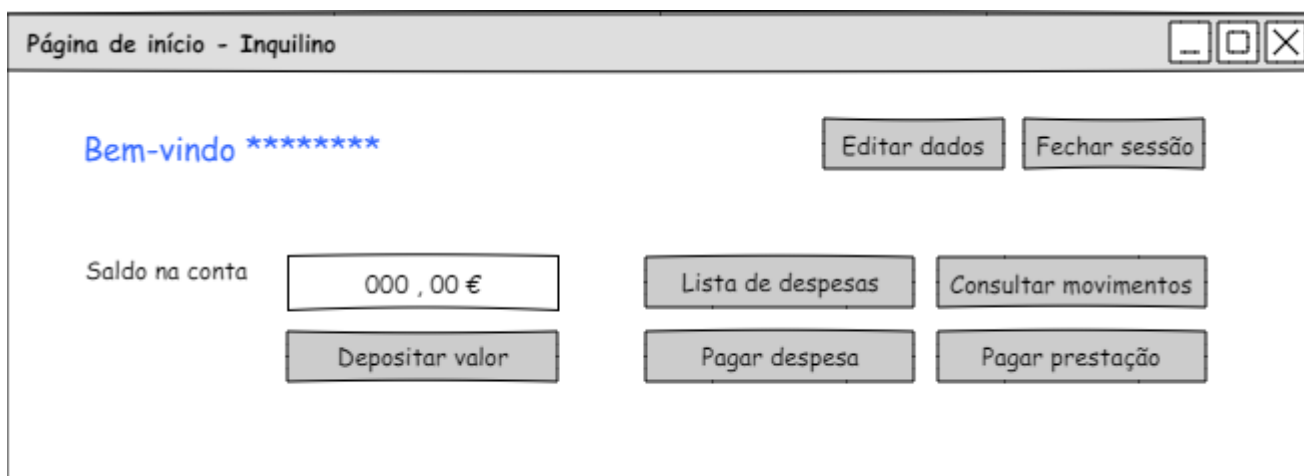 Página de início - Inquilino
Bem-vindo ********
Editar dados
Fechar sessão
Saldo na conta
000 , 00 €
Lista de despesas
Consultar movimentos
Depositar valor
Pagar despesa
Pagar prestação